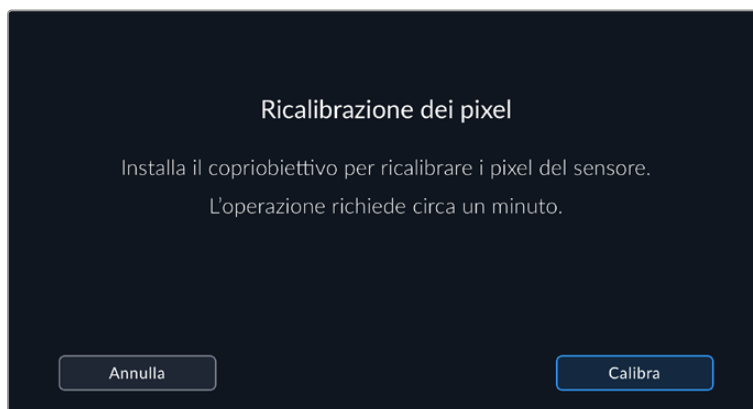 Ricalibrazione dei pixel
Installa il copriobiettivo per ricalibrare i pixel del sensore.
L’operazione richiede circa un minuto.
Annulla
Calibra